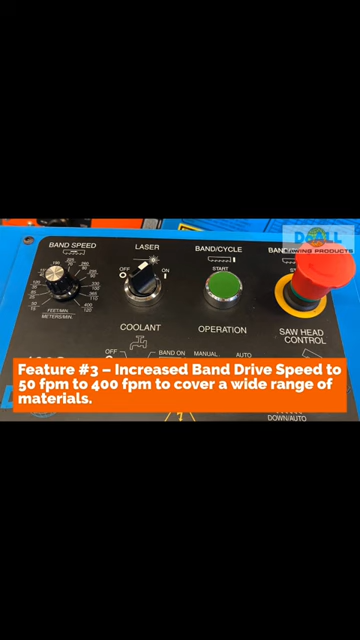 DoALL
SAWING PRODUCTS
BAND SPEED
LASER
BAND/CYCLE
OFF
ON
START
FEET/MIN.
METERS/MIN.
COOLANT
OPERATION
SAW HEAD
CONTROL
OFF
BAND ON
MANUAL
AUTO
Feature #3 – Increased Band Drive Speed to
50 fpm to 400 fpm to cover a wide range of
materials.
DOWN/AUTO